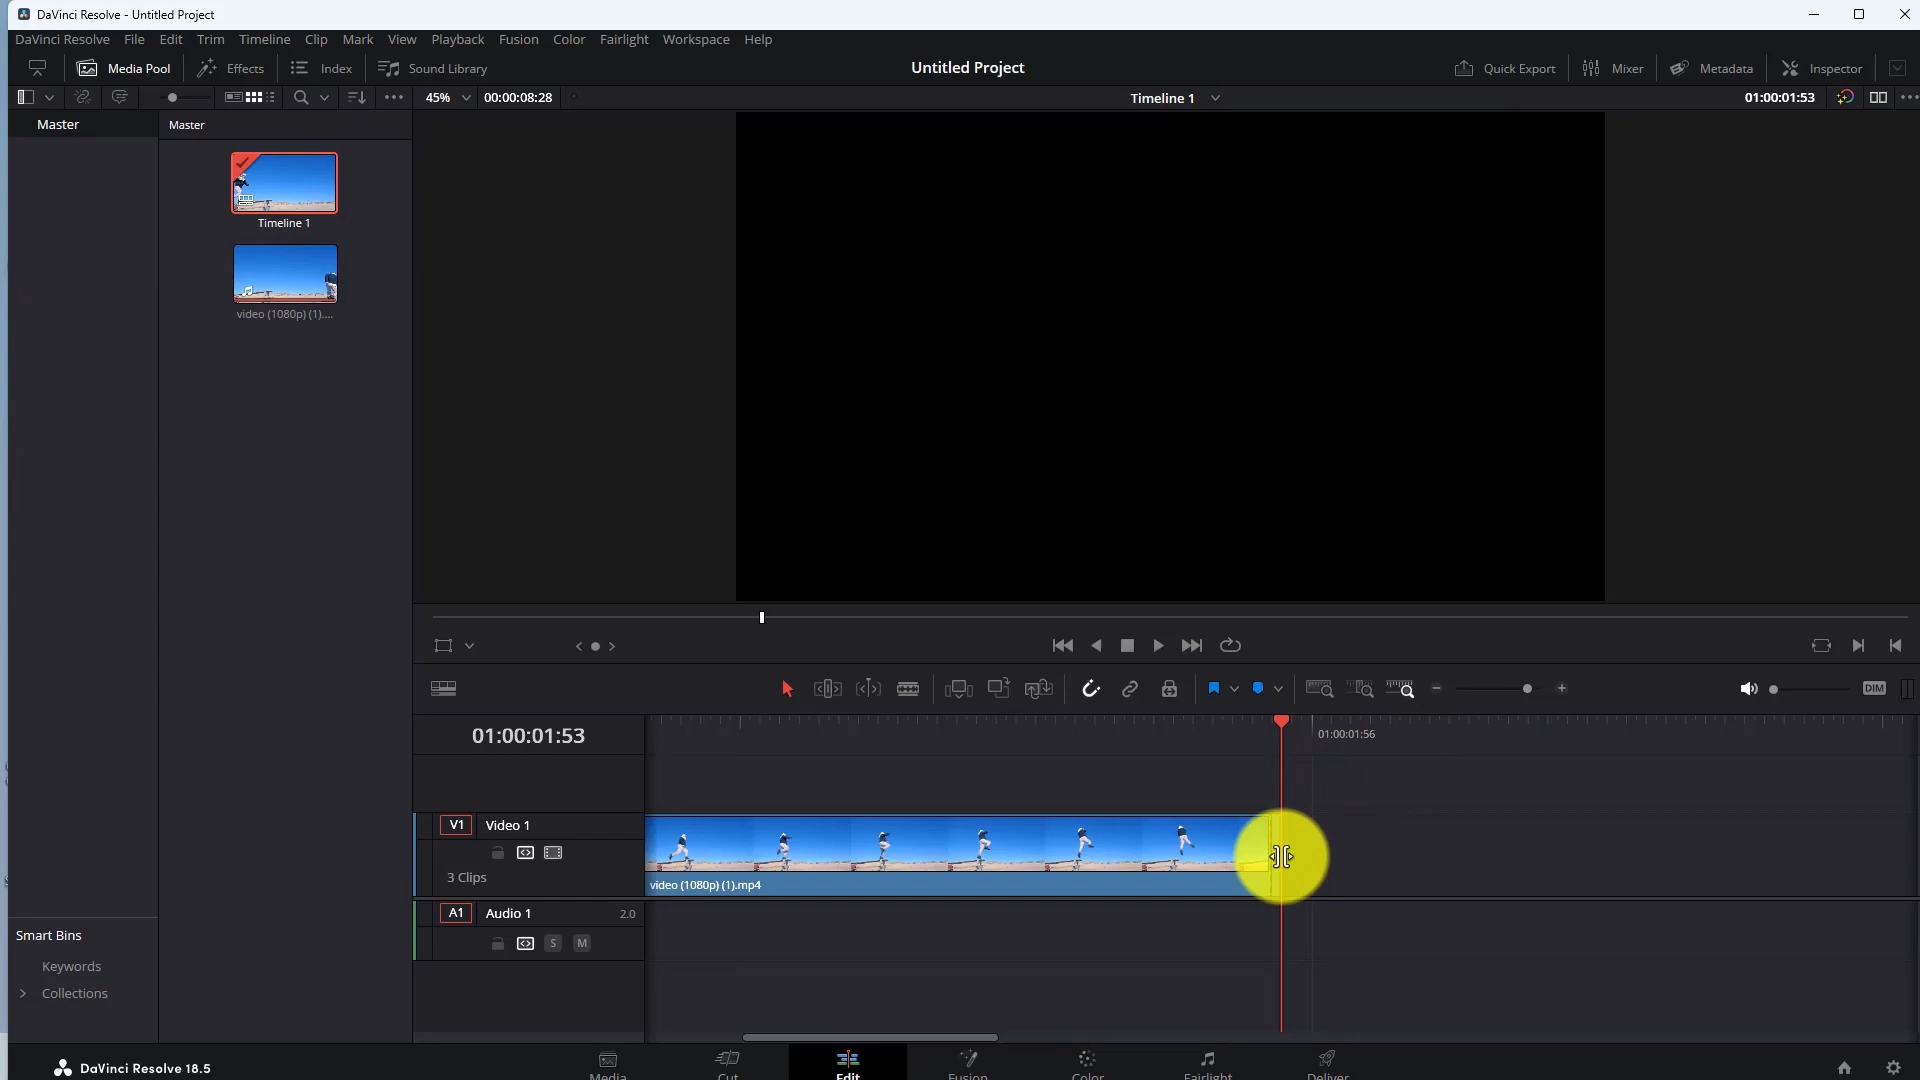 DaVinci Resolve - Untitled Project
DaVinci Resolve File Edit Trim Timeline Clip Mark View Playback Fusion Color Fairlight Workspace Help
Media Pool Effects Index Sound Library Untitled Project Quick Export Mixer Metadata Inspector
45% 00:00:08:28 Timeline 1 01:00:01:53
Master Master
Timeline 1
video (1080p) (1)....
DIM
01:00:01:53 01:00:01:56
V1 Video 1
3 Clips
video (1080p) (1).mp4
A1 Audio 1 2.0
S M
Smart Bins
Keywords
Collections
DaVinci Resolve 18.5 Media Cut Edit Fusion Color Fairlight Deliver